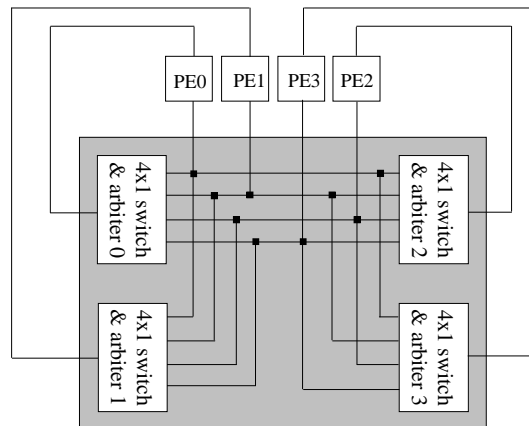 PE0 PE1 PE3 PE2
4x1 switch
& arbiter 0
4x1 switch
& arbiter 2
4x1 switch
& arbiter 1
4x1 switch
& arbiter 3